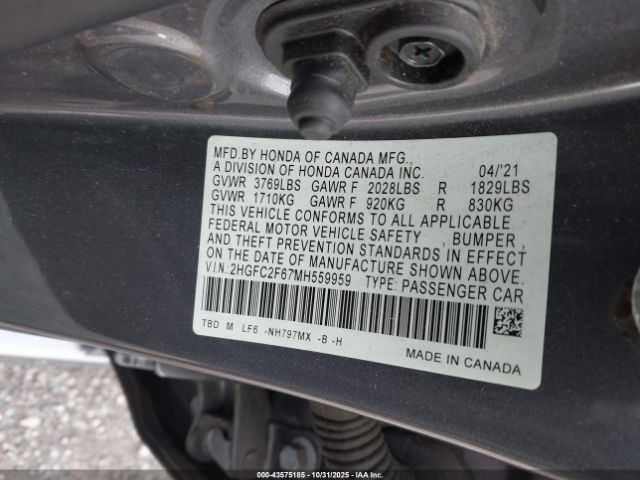 MFD.BY HONDA OF CANADA MFG.,
A DIVISION OF HONDA CANADA INC. 04/'21
GVWR 3769LBS GAWR F 2028LBS R 1829LBS
GVWR 1710KG GAWR F 920KG R 830KG
THIS VEHICLE CONFORMS TO ALL APPLICABLE
FEDERAL MOTOR VEHICLE SAFETY , BUMPER ,
AND THEFT PREVENTION STANDARDS IN EFFECT
ON THE DATE OF MANUFACTURE SHOWN ABOVE.
V.I.N.:2HGFC2F67MH559959 TYPE: PASSENGER CAR
TBD M LF6 -NH797MX -B -H
MADE IN CANADA
000-43575185 - 10/31/2025 - IAA Inc.